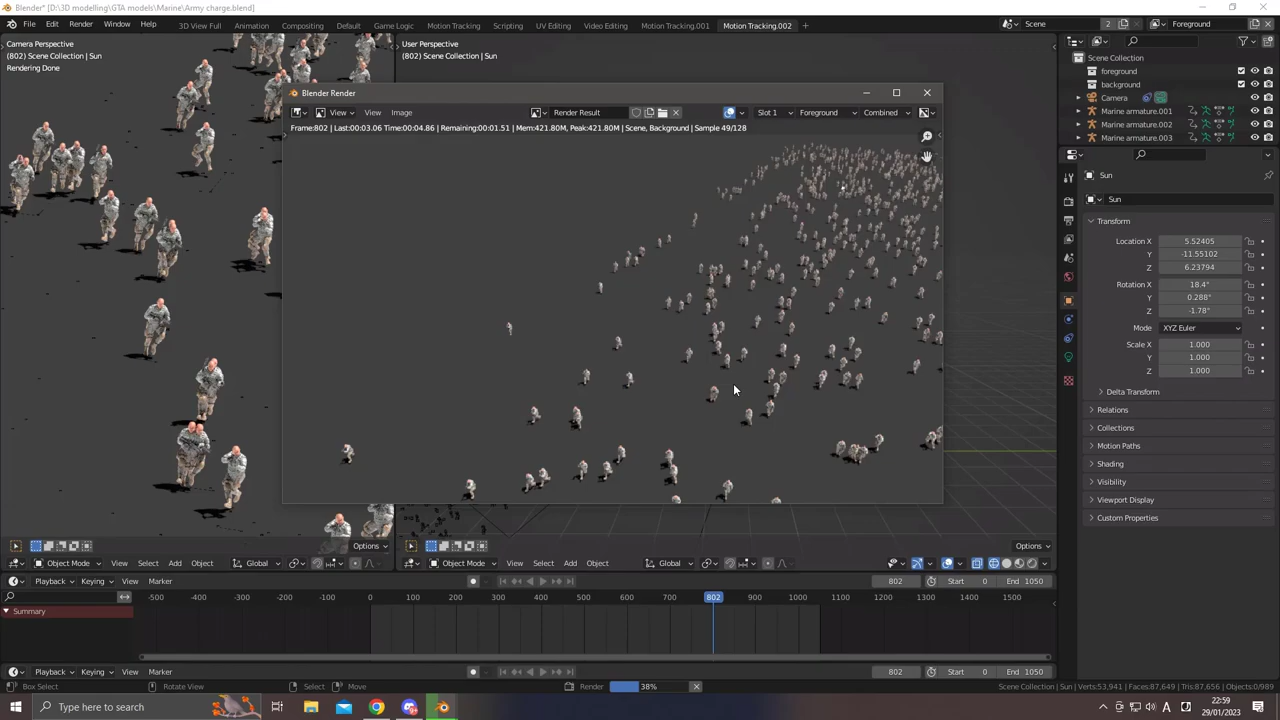 Blender* [D:\3D modelling\GTA models\Marine\Army charge.blend]
File Edit Render Window Help 3D View Full Animation Compositing Default Game Logic Motion Tracking Scripting UV Editing Video Editing Motion Tracking.001 Motion Tracking.002 + Scene 2 Foreground
Camera Perspective
(802) Scene Collection | Sun
Rendering Done
User Perspective
(802) Scene Collection | Sun
Blender Render
View View Image Render Result Slot 1 Foreground Combined
Frame:802 | Last:00:03.06 Time:00:04.86 | Remaining:00:01.51 | Mem:421.80M, Peak:421.80M | Scene, Background | Sample 49/128
Scene Collection
foreground
background
Camera
Marine armature.001
Marine armature.002
Marine armature.003
Sun
Sun
Transform
Location X 5.52405
Y -11.55102
Z 6.23794
Rotation X 18.4°
Y 0.288°
Z -1.78°
Mode XYZ Euler
Scale X 1.000
Y 1.000
Z 1.000
Delta Transform
Relations
Collections
Motion Paths
Shading
Visibility
Viewport Display
Custom Properties
Options
Options
Object Mode View Select Add Object Global
Object Mode View Select Add Object Global
Playback Keying View Marker 802 Start 0 End 1050
-500 -400 -300 -200 -100 0 100 200 300 400 500 600 700 802 900 1000 1100 1200 1300 1400 1500
Summary
Playback Keying View Marker 802 Start 0 End 1050
Box Select Rotate View Select Move Render 38% Scene Collection | Sun | Verts:53,941 | Faces:87,649 | Tris:87,656 | Objects:0/989
Type here to search
22:59
29/01/2023